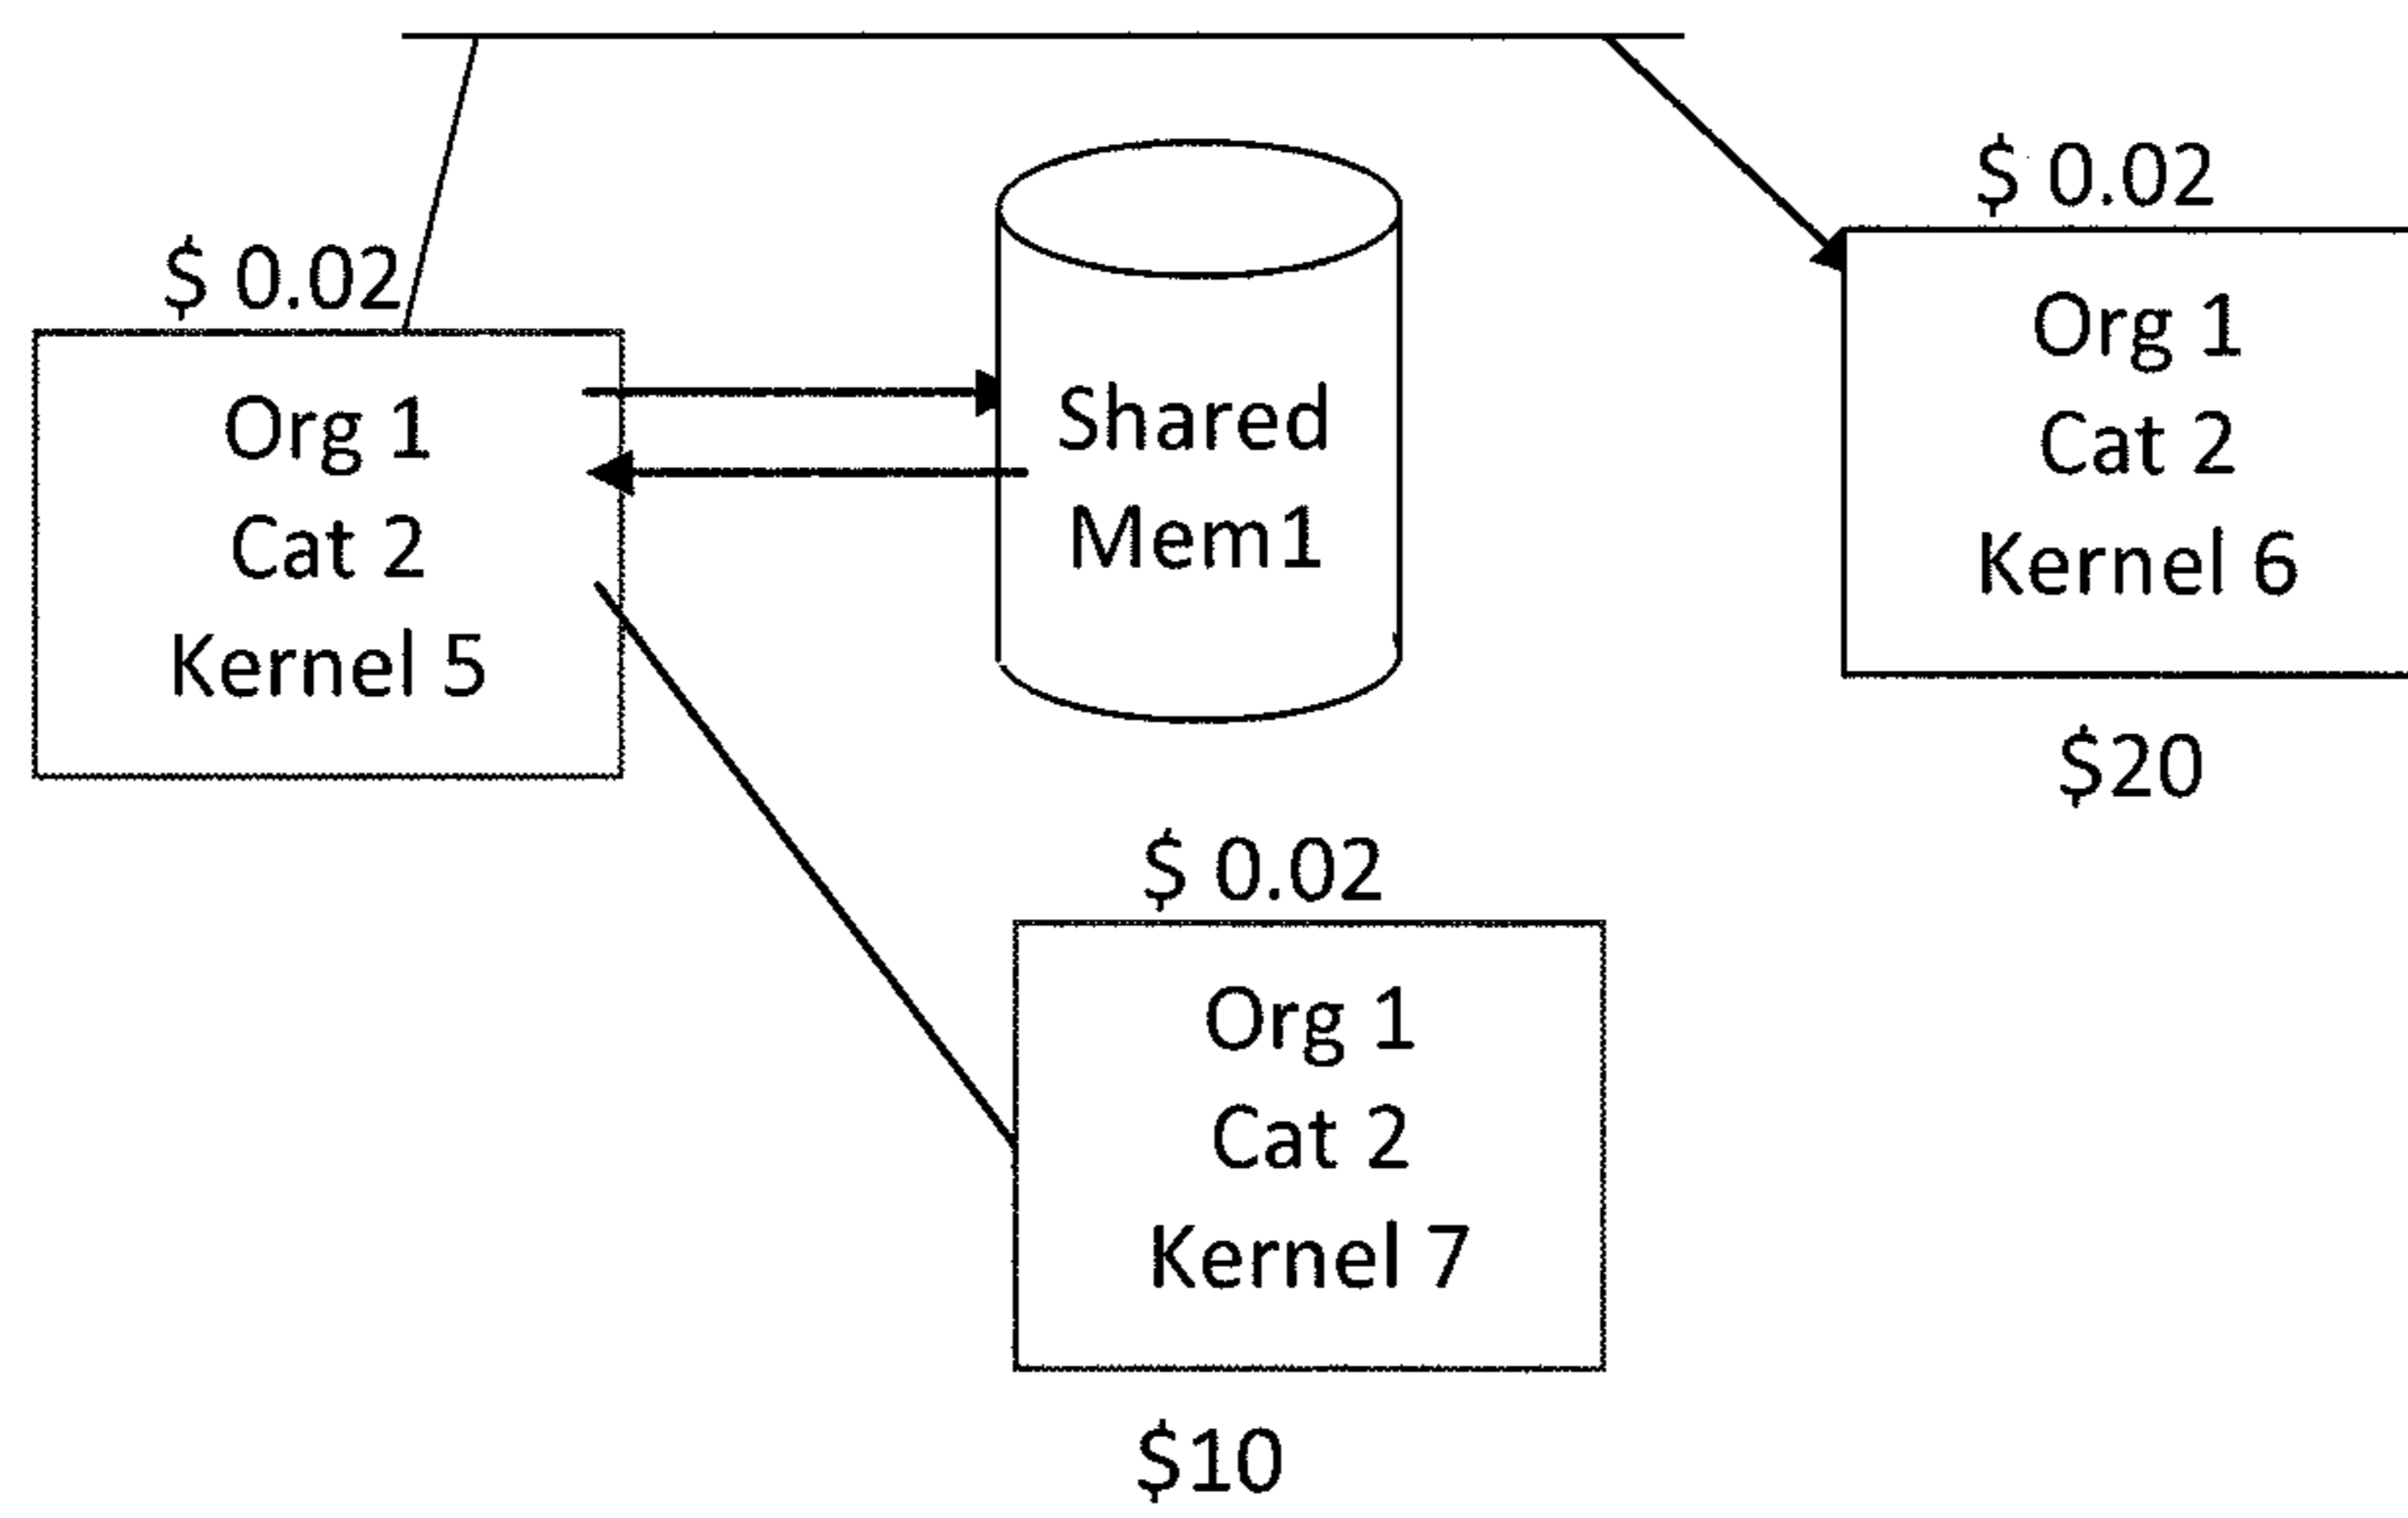 $ 0.02
Org 1
Cat 2
Kernel 5
Shared
Mem1
$ 0.02
Org 1
Cat 2
Kernel 6
$20
$ 0.02
Org 1
Cat 2
Kernel 7
$10